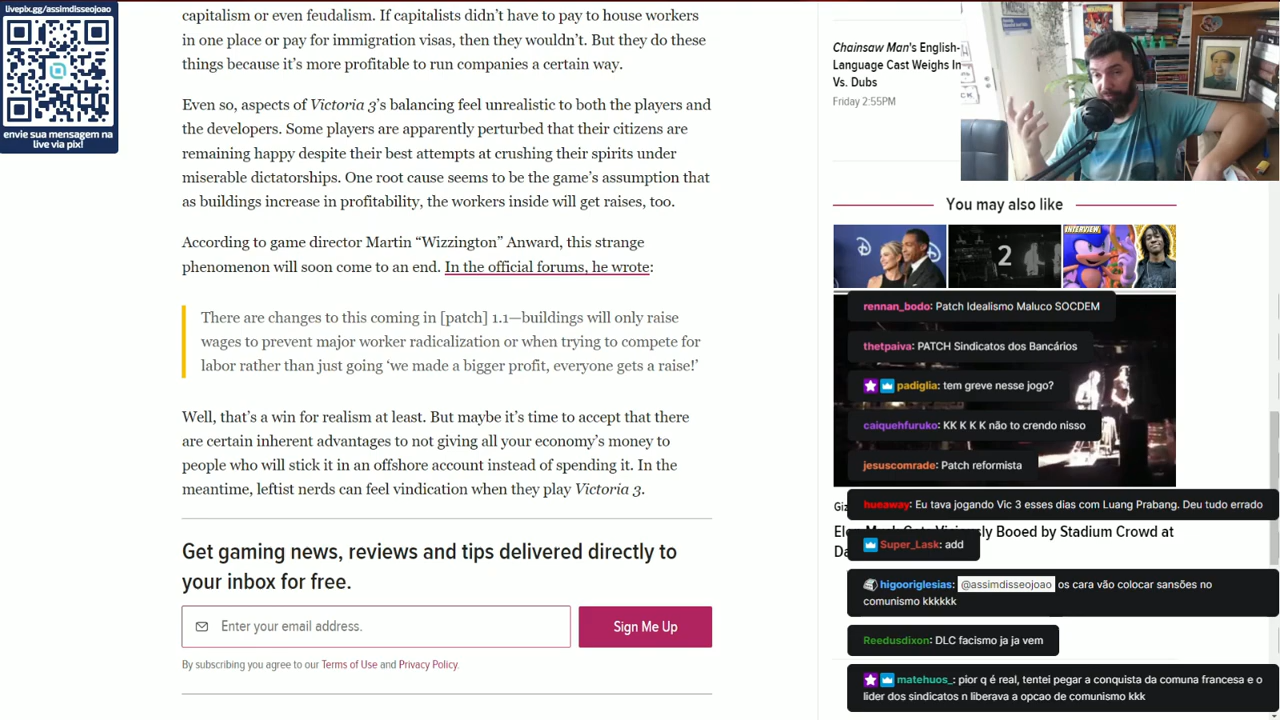 livepix.gg/assimdisseojoao
envie sua mensagem na
live via pix!
capitalism or even feudalism. If capitalists didn't have to pay to house workers
in one place or pay for immigration then they wouldn't. But they do these
things because it's more profitable to run companies a certain way.
Even so, aspects of Victoria 3's balancing feel unrealistic to both the players and
the developers. Some players are apparently perturbed that their citizens are
remaining happy despite their best attempts at crushing their spirits under
miserable dictatorships. One root cause seems to be the game's assumption that
as buildings increase in profitability, the workers inside will get raises, too.
According to game director Martin “Wizzington” Anward, this strange
phenomenon will soon come to an end. In the official forums, he wrote:
There are changes to this coming in [patch] 1.1—buildings will only raise
wages to prevent major worker radicalization or when trying to compete for
labor rather than just going ‘we made a bigger profit, everyone gets a raise!’
Well, that's a win for realism at least. But maybe it's time to accept that there
are certain inherent advantages to not giving all your economy's money to
people who will stick it in an offshore account instead of spending it. In the
meantime, leftist nerds can feel vindication when they play Victoria 3.
Get gaming news, reviews and tips delivered directly to
your inbox for free.
Enter your email address.
Sign Me Up
By subscribing you agree to our Terms of Use and Privacy Policy.
Chainsaw Man's English-
Language Cast Weighs In
Vs. Dubs
Friday 2:55PM
You may also like
2
INTERVIEW
rennan_bodo: Patch Idealismo Maluco SOCDEM
thetpaiva: PATCH Sindicatos dos Bancários
padiglia: tem greve nesse jogo?
caiquehfuruko: KK K K K não to crendo nisso
jesuscomrade: Patch reformista
hueaway: Eu tava jogando Vic 3 esses dias com Luang Prabang. Deu tudo errado
Booed by Stadium Crowd at
Super_Lask: add
higooriglesias: @assimdisseojoao os cara vão colocar sansões no
comunismo kkkkkk
Reedusdixon: DLC facismo ja ja vem
matehuos_: pior q é real, tentei pegar a conquista da comuna francesa e o
lider dos sindicatos n liberava a opcao de comunismo kkk